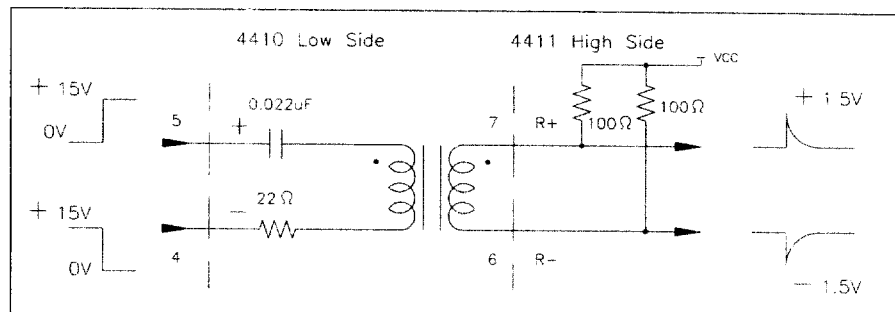 4410 Low Side
4411 High Side
VCC
+ 15V
0V
5
+
0.022uF
7
R+
100Ω
100Ω
+ 1.5V
+ 15V
0V
4
−
22Ω
6
R−
− 1.5V